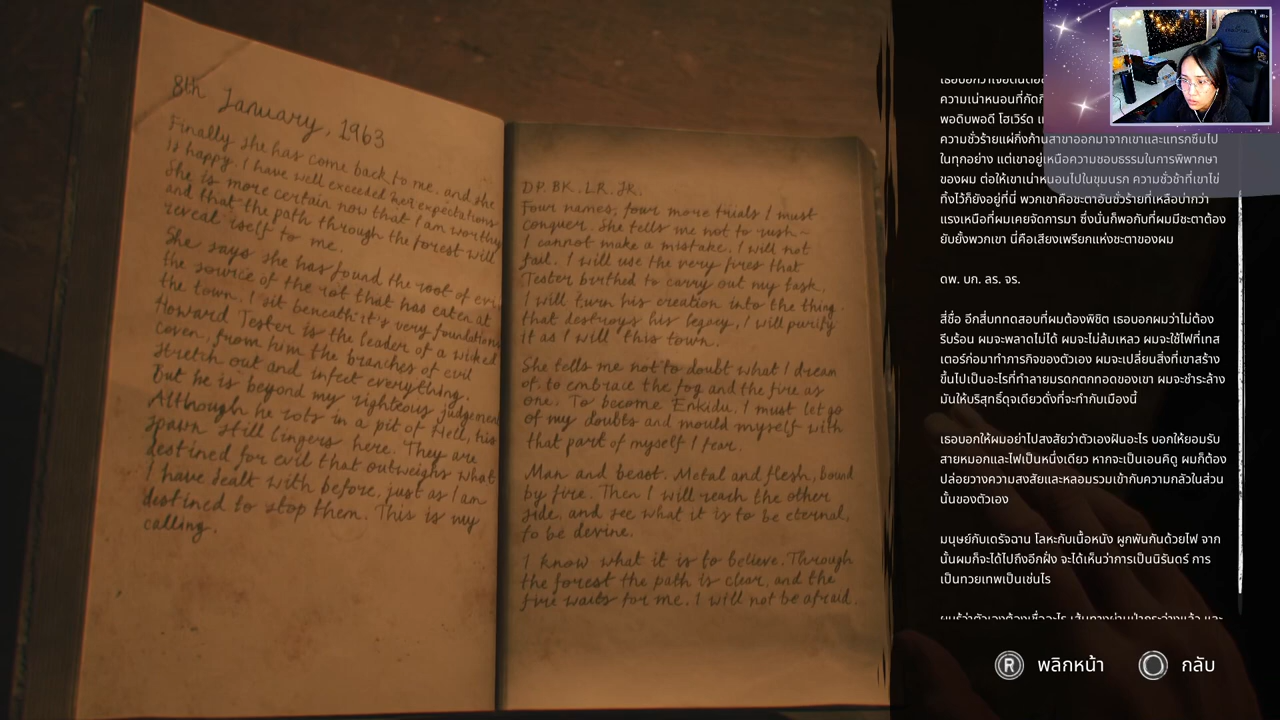 8th January, 1963
Finally she has come back to me, and she
is happy. I have well exceeded her expectations
She is more certain now that I am worthy
and that the path through the forest will
reveal itself to me.
She says she has found the root of evi
the source of the rot that has eaten at
the town. I sit beneath it's very foundations
Howard Tester is the leader of a wicked
coven, from him the branches of evil
stretch out and infect everything.
But he is beyond my righteous judgement
Although he rots in a pit of Hell, his
spawn still lingers here. They are
destined for evil that outweighs what
I have dealt with before, just as I am
destined to stop them. This is my
calling.
DP. BK. LR. JK.
Four names, four more trials I must
conquer. She tells me not to rush~
I cannot make a mistake. I will not
fail. I will use the very fires that
Tester birthed to carry out my task,
I will turn his creation into the thing
that destroys his legacy, I will purify
it as I will this town.
She tells me not to doubt what I dream
of, to embrace the fog and the fire as
one. To become Enkidu, I must let go
of my doubts and mould myself with
that part of myself I fear.
Man and beast. Metal and flesh, bound
by fire. Then I will reach the other
side, and see what it is to be eternal,
to be devine.
I know what it is to believe. Through
the forest the path is clear, and the
fire waits for me. I will not be afraid.
ความเน่าหนอนที่กัดกิ
พอดิบพอดี โฮเวิร์ด
ความชั่วร้ายแผ่กิ่งก้านสาขาออกมาจากเขาและแทรกซึมไป
ในทุกอย่าง แต่เขาอยู่เหนือความชอบธรรมในการพิพากษา
ของผม ต่อให้เขาเน่าหนอนไปในขุมนรก ความชั่วช้าที่เขาไข่
ทิ้งไว้ก็ยังอยู่ที่นี่ พวกเขาคือชะตาอันชั่วร้ายที่เหลือบ่ากว่า
แรงเหนือที่ผมเคยจัดการมา ซึ่งนั่นก็พอกับที่ผมมีชะตาต้อง
ยับยั้งพวกเขา นี่คือเสียงเพรียกแห่งชะตาของผม
ดพ. บก. ลร. จร.
สี่ชื่อ อีกสี่บททดสอบที่ผมต้องพิชิต เธอบอกผมว่าไม่ต้อง
รีบร้อน ผมจะพลาดไม่ได้ ผมจะไม่ล้มเหลว ผมจะใช้ไฟที่เทส
เตอร์ก่อมาทำภารกิจของตัวเอง ผมจะเปลี่ยนสิ่งที่เขาสร้าง
ขึ้นไปเป็นอะไรที่ทำลายมรดกตกทอดของเขา ผมจะชำระล้าง
มันให้บริสุทธิ์ดุจเดียวดั่งที่จะทำกับเมืองนี้
เธอบอกให้ผมอย่าไปสงสัยว่าตัวเองฝันอะไร บอกให้ยอมรับ
สายหมอกและไฟเป็นหนึ่งเดียว หากจะเป็นเอนคิดู ผมก็ต้อง
ปล่อยวางความสงสัยและหลอมรวมเข้ากับความกลัวในส่วน
นั้นของตัวเอง
มนุษย์กับเดรัจฉาน โลหะกับเนื้อหนัง ผูกพันกันด้วยไฟ จาก
นั้นผมก็จะได้ไปถึงอีกฝั่ง จะได้เห็นว่าการเป็นนิรันดร์ การ
เป็นทวยเทพเป็นเช่นไร
R พลิกหน้า กลับ